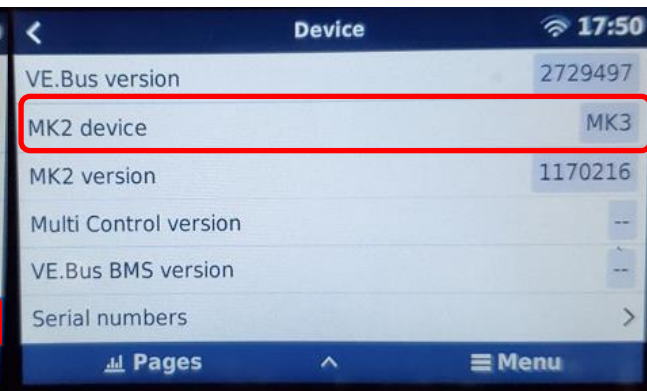 Device 17:50
VE.Bus version 2729497
MK2 device MK3
MK2 version 1170216
Multi Control version --
VE.Bus BMS version --
Serial numbers
Pages Menu